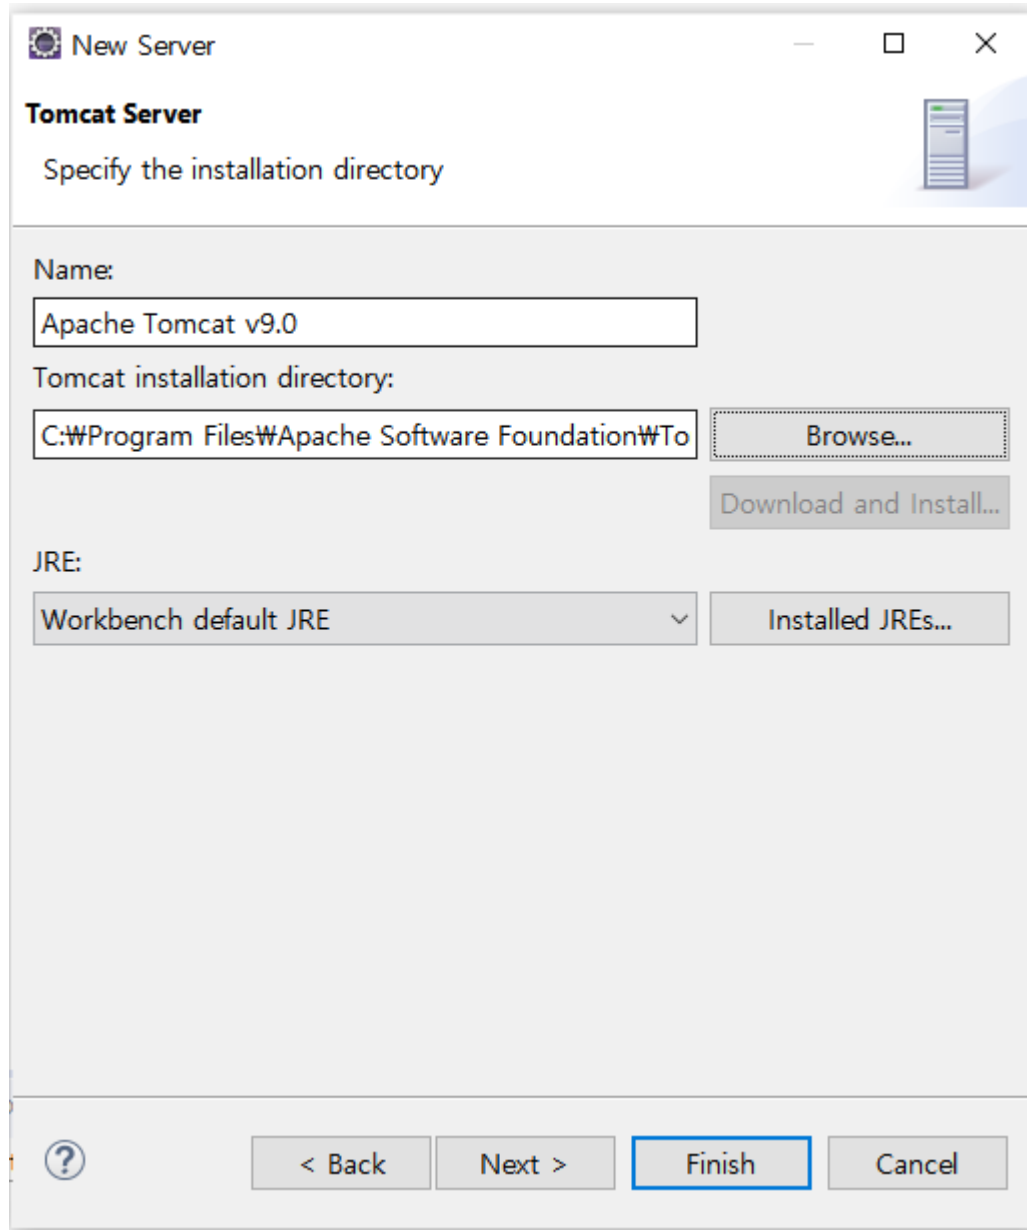 New Server
Tomcat Server
Specify the installation directory
Name:
Apache Tomcat v9.0
Tomcat installation directory:
C:₩Program Files₩Apache Software Foundation₩To
Browse...
Download and Install...
JRE:
Workbench default JRE
Installed JREs...
?
< Back
Next >
Finish
Cancel